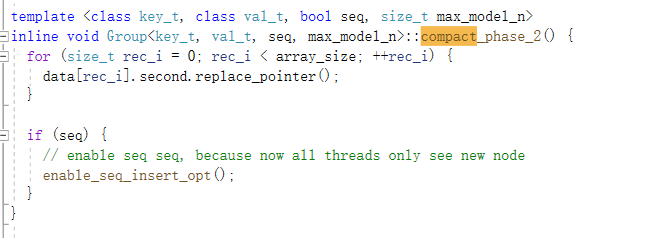 template <class key_t, class val_t, bool seq, size_t max_model_n>
inline void Group<key_t, val_t, seq, max_model_n>::compact_phase_2() {
  for (size_t rec_i = 0; rec_i < array_size; ++rec_i) {
    data[rec_i].second.replace_pointer();
  }

  if (seq) {
    // enable seq seq, because now all threads only see new node
    enable_seq_insert_opt();
  }
}